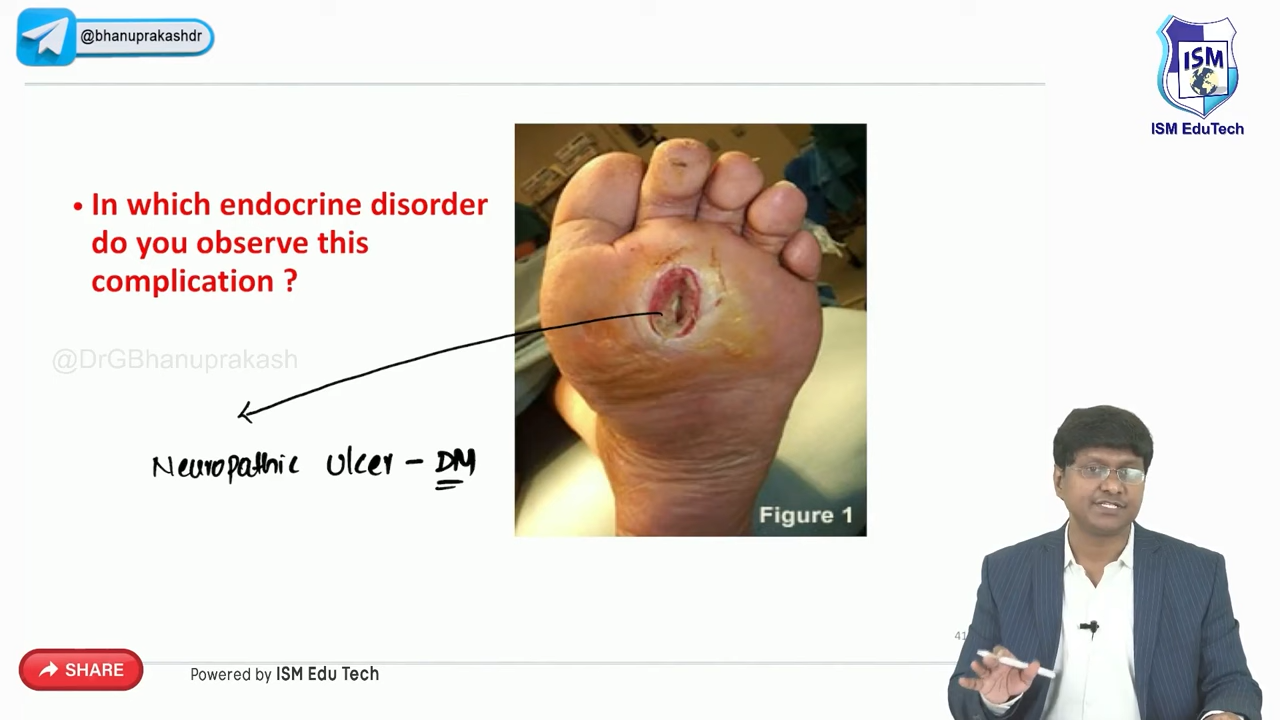 @bhanuprakashdr
ISM
ISM EduTech
• In which endocrine disorder
do you observe this
complication ?
@DrGBhanuprakash
Neuropathic Ulcer - DM
Figure 1
41
SHARE
Powered by ISM Edu Tech